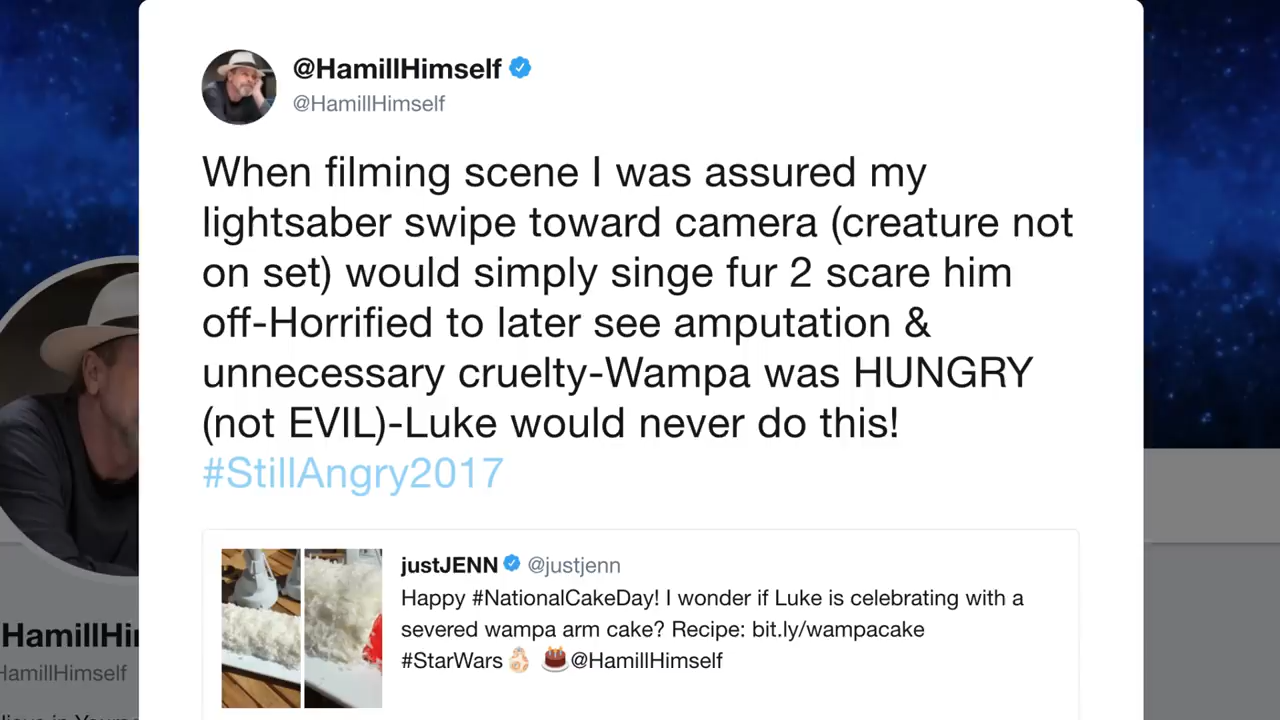 @HamillHimself
@HamillHimself
When filming scene I was assured my
lightsaber swipe toward camera (creature not
on set) would simply singe fur 2 scare him
off-Horrified to later see amputation &
unnecessary cruelty-Wampa was HUNGRY
(not EVIL)-Luke would never do this!
#StillAngry2017
justJENN @justjenn
Happy #NationalCakeDay! I wonder if Luke is celebrating with a
severed wampa arm cake? Recipe: bit.ly/wampacake
#StarWars @HamillHimself
HamillHi
HamillHimself